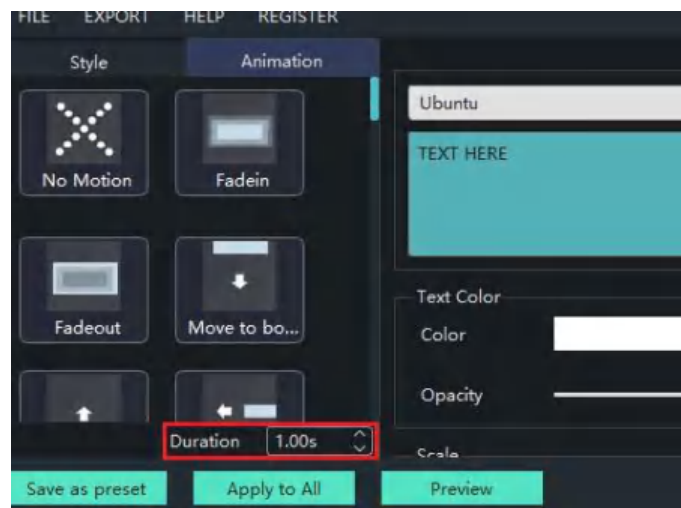 FILE EXPORT HELP REGISTER
Style Animation
Ubuntu
TEXT HERE
No Motion Fadein
Text Color
Fadeout Move to bo...
Color
Opacity
Duration 1.00s
Scale
Save as preset Apply to All Preview